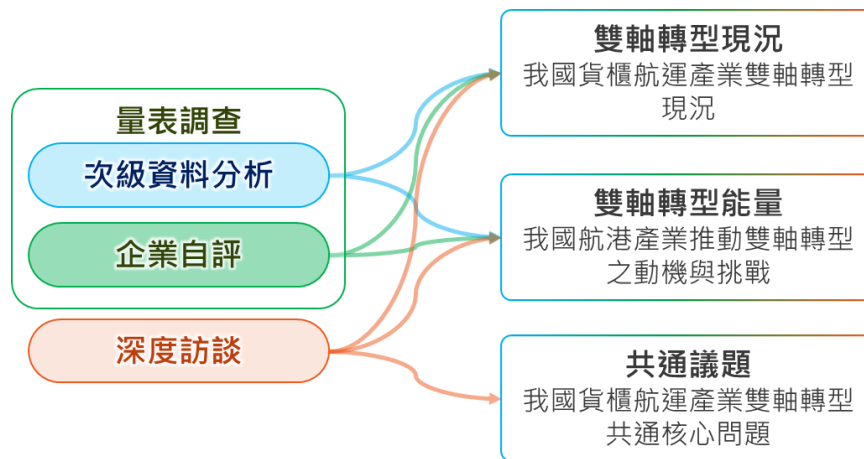 量表調查
次級資料分析
企業自評
深度訪談
雙軸轉型現況
我國貨櫃航運產業雙軸轉型
現況
雙軸轉型能量
我國航港產業推動雙軸轉型
之動機與挑戰
共通議題
我國貨櫃航運產業雙軸轉型
共通核心問題